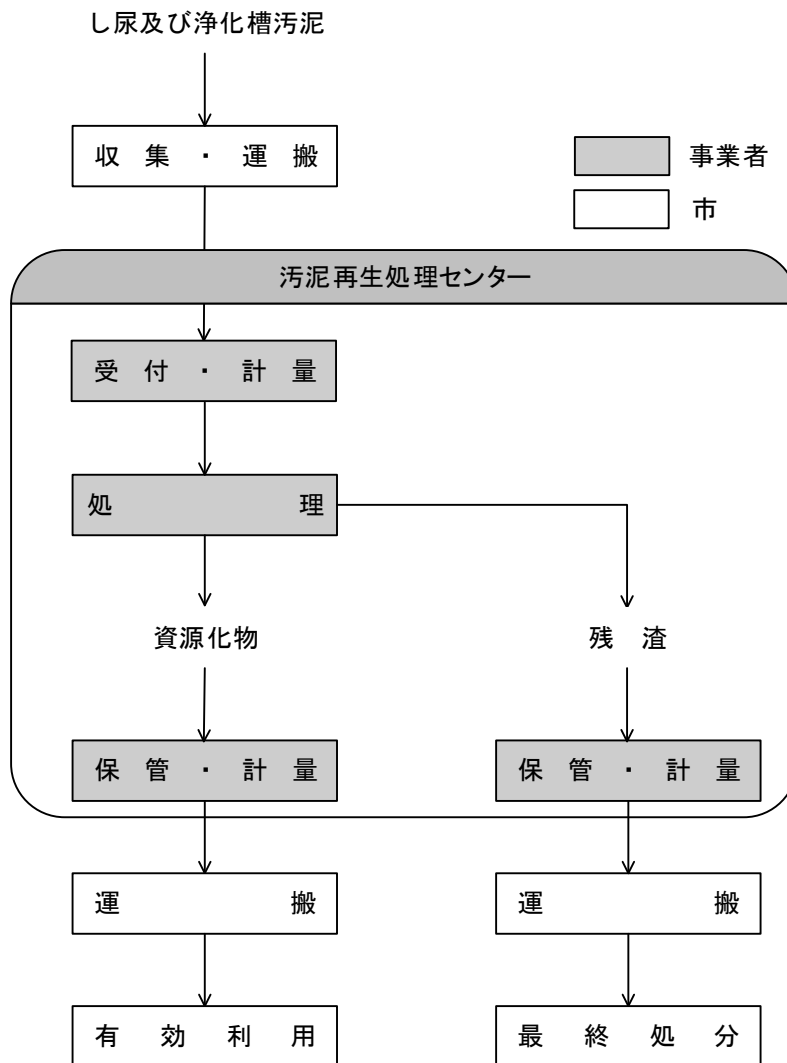 し尿及び浄化槽汚泥
収集・運搬
事業者
市
汚泥再生処理センター
受付・計量
処理
資源化物
残渣
保管・計量
保管・計量
運搬
運搬
有効利用
最終処分